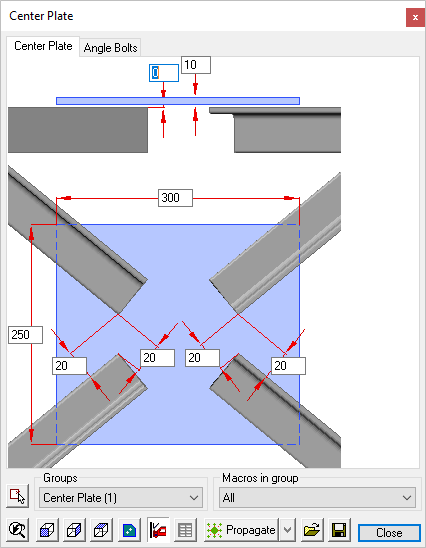 Center Plate
x
Center Plate Angle Bolts
0 10
300
250
20 20 20 20
Groups Macros in group
Center Plate (1) All
Propagate Close